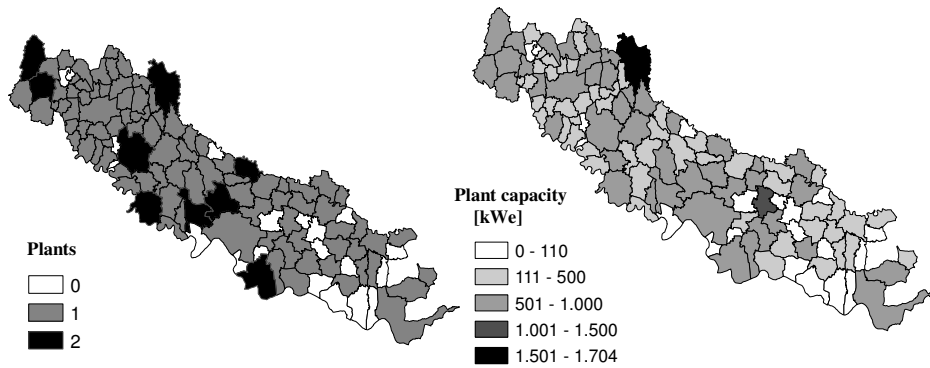 Plants
0
1
2
Plant capacity
[kWe]
0 - 110
111 - 500
501 - 1.000
1.001 - 1.500
1.501 - 1.704